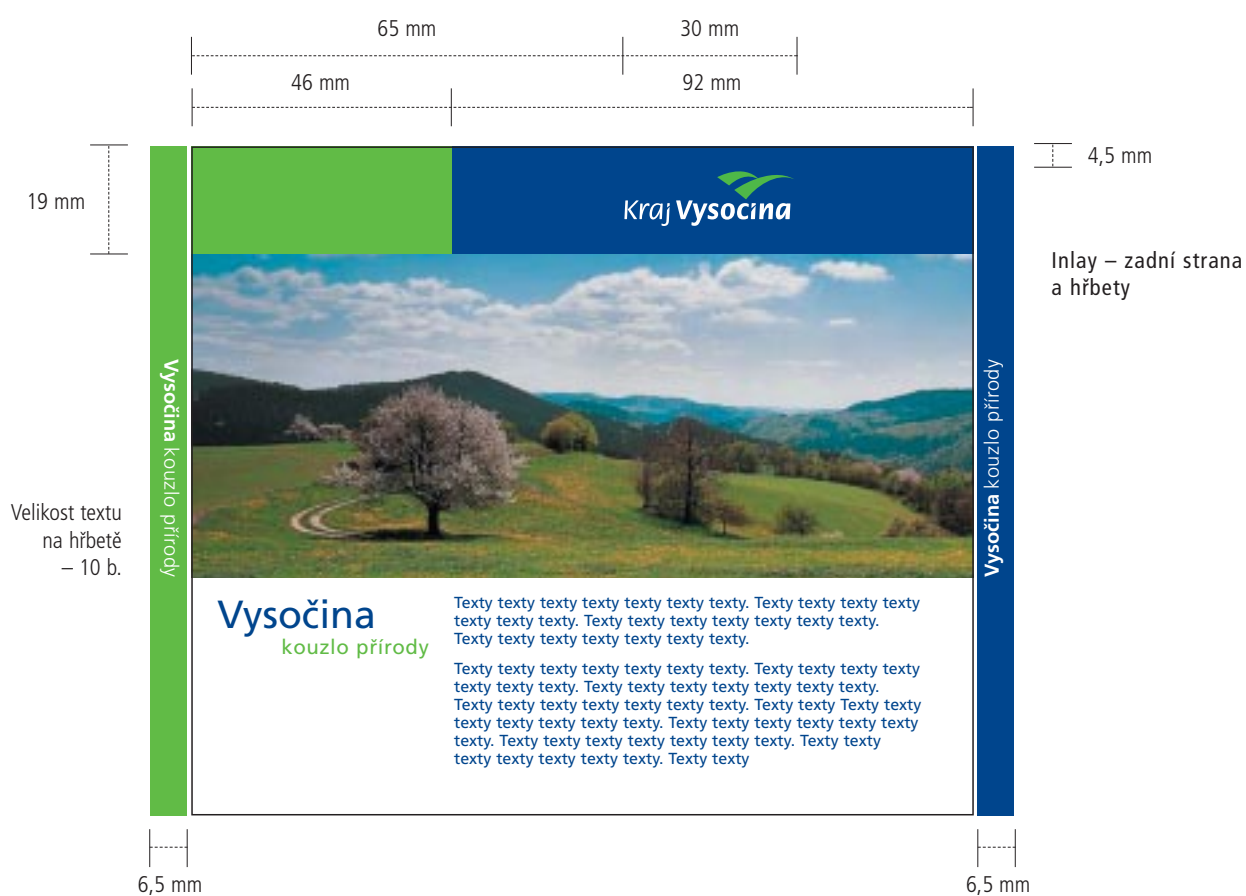 65 mm
30 mm
46 mm
92 mm
19 mm
4,5 mm
Kraj Vysočina
Inlay – zadní strana
a hřbety
Vysočina kouzlo přírody
Vysočina kouzlo přírody
Velikost textu
na hřbetě
– 10 b.
Vysočina
kouzlo přírody
Texty texty texty texty texty texty texty. Texty texty texty texty
texty texty texty. Texty texty texty texty texty texty texty.
Texty texty texty texty texty texty texty.
Texty texty texty texty texty texty texty. Texty texty texty texty
texty texty texty. Texty texty texty texty texty texty texty.
Texty texty texty texty texty texty texty. Texty texty Texty texty
texty texty texty texty texty. Texty texty texty texty texty texty
texty. Texty texty texty texty texty texty texty. Texty texty
texty texty texty texty texty. Texty texty
6,5 mm
6,5 mm